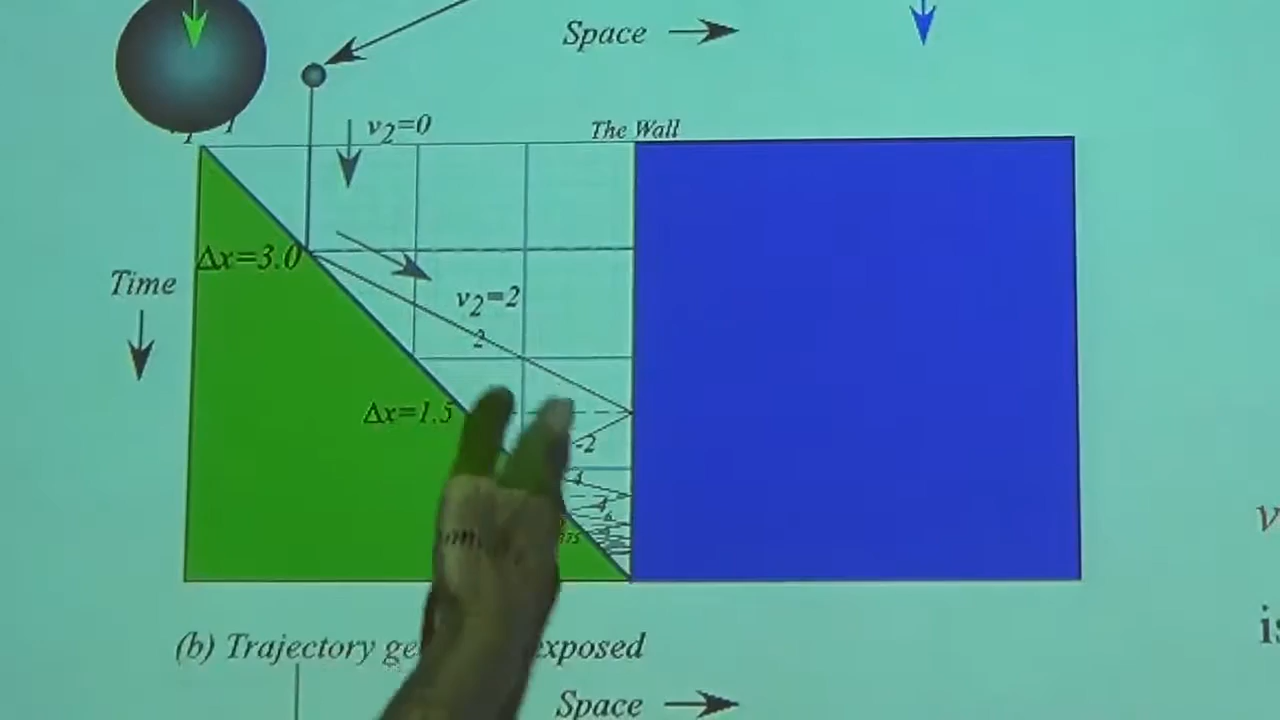 Space
v2=0
The Wall
Δx=3.0
Time
v2=2
2
Δx=1.5
-2
4
(b) Trajectory exposed
Space